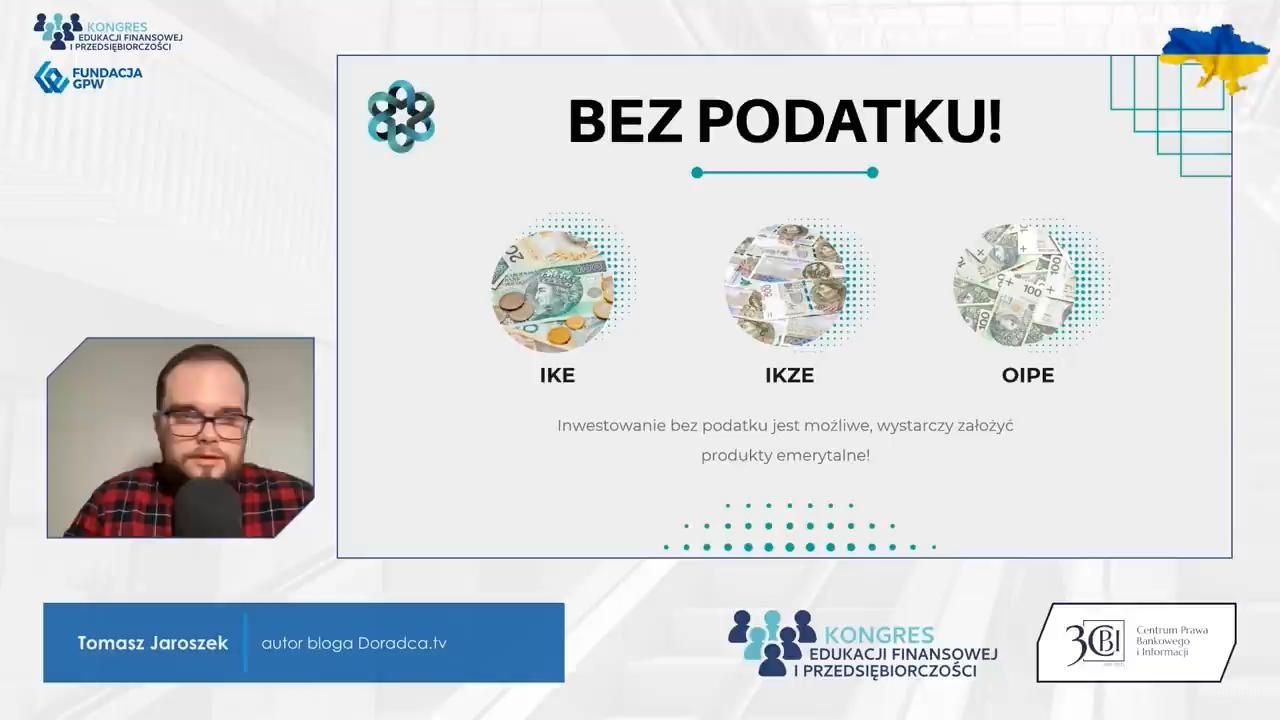 KONGRES
EDUKACJI FINANSOWEJ
I PRZEDSIĘBIORCZOŚCI
FUNDACJA
GPW
BEZ PODATKU!
IKE
IKZE
OIPE
Inwestowanie bez podatku jest możliwe, wystarczy założyć
produkty emerytalne!
Tomasz Jaroszek
autor bloga Doradca.tv
KONGRES
EDUKACJI FINANSOWEJ
I PRZEDSIĘBIORCZOŚCI
3CPBI
Centrum Prawa
Bankowego
i Informacji